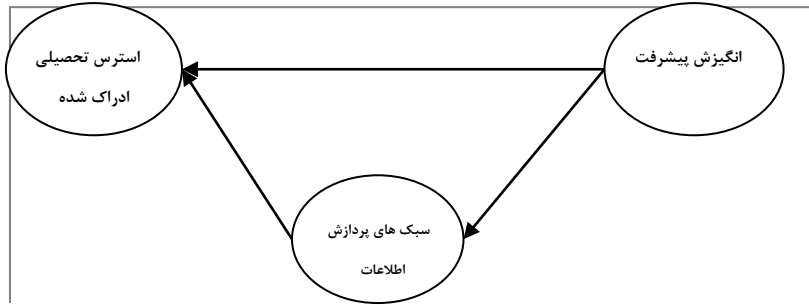 انگیزش پیشرفت
استرس تحصیلی
ادراک شده
سبک های پردازش
اطلاعات